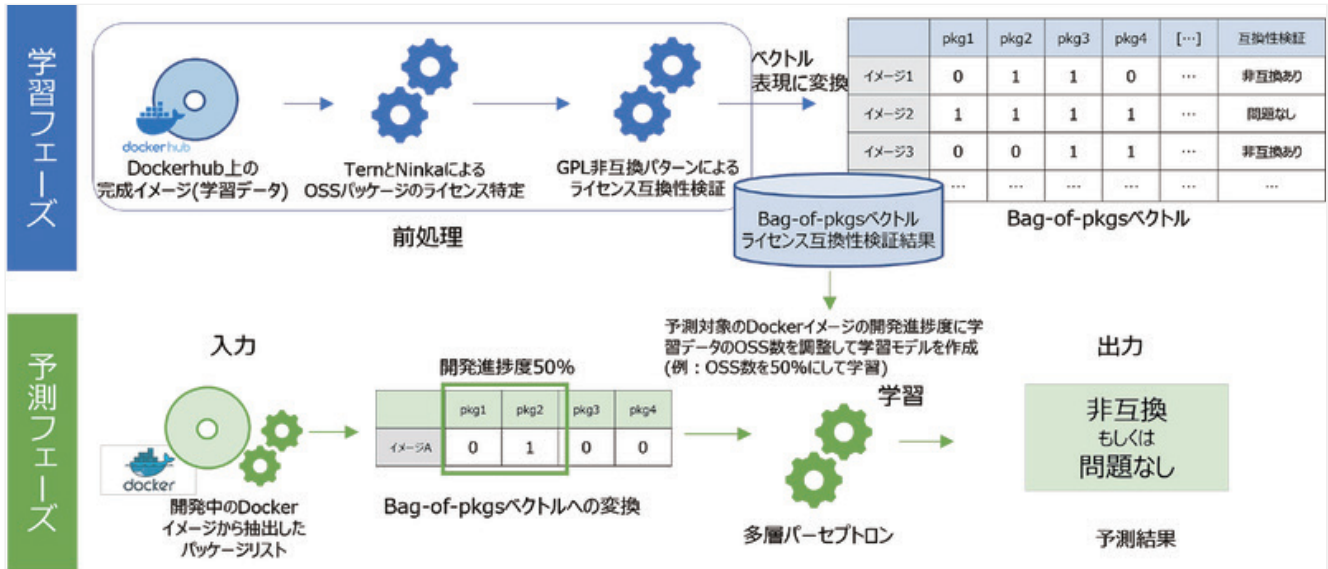 学習フェーズ
dockerhub
Dockerhub上の
完成イメージ(学習データ)
TernとNinkaによる
OSSパッケージのライセンス特定
GPL非互換パターンによる
ライセンス互換性検証
前処理
ベクトル
表現に変換
pkg1 pkg2 pkg3 pkg4 […] 互換性検証
イメージ1 0 1 1 0 … 非互換あり
イメージ2 1 1 1 1 … 問題なし
イメージ3 0 0 1 1 … 非互換あり
… … … … … …
Bag-of-pkgsベクトル
Bag-of-pkgsベクトル
ライセンス互換性検証結果
予測フェーズ
入力
docker
開発中のDocker
イメージから抽出した
パッケージリスト
開発進捗度50%
pkg1 pkg2 pkg3 pkg4
イメージA 0 1 0 0
Bag-of-pkgsベクトルへの変換
予測対象のDockerイメージの開発進捗度に学
習データのOSS数を調整して学習モデルを作成
(例：OSS数を50%にして学習)
学習
多層パーセプトロン
出力
非互換
もしくは
問題なし
予測結果